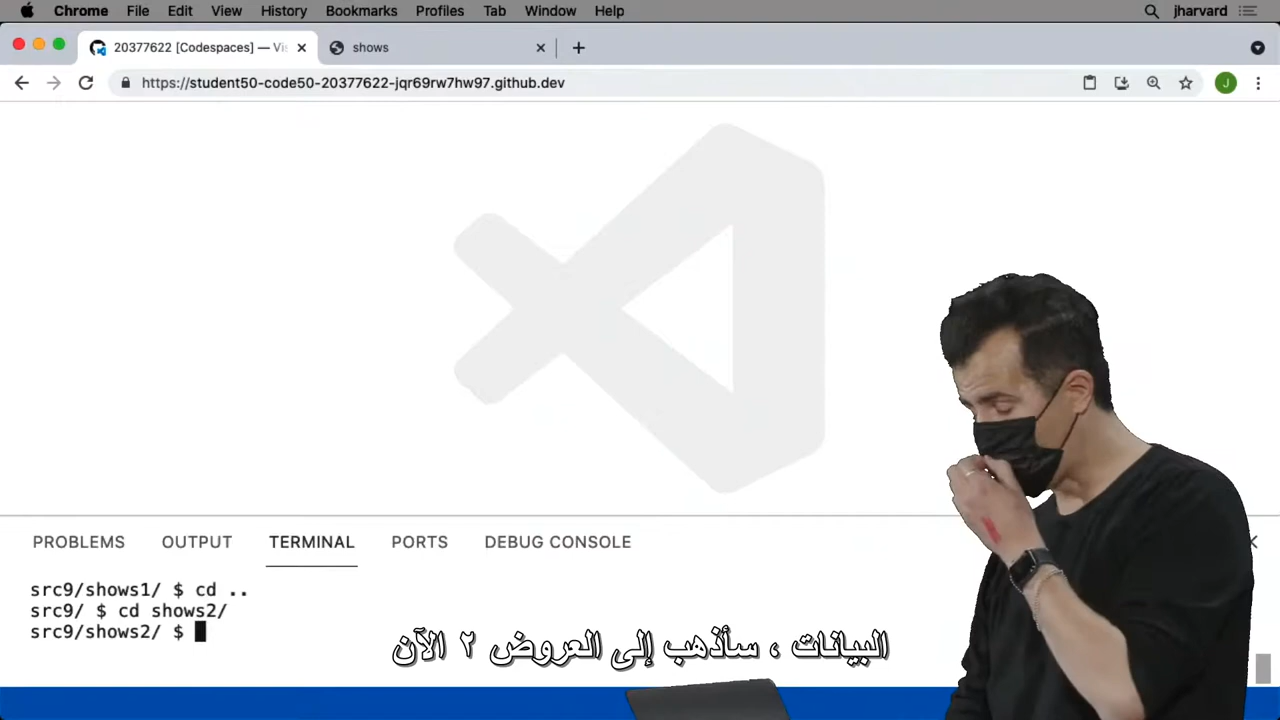 Chrome File Edit View History Bookmarks Profiles Tab Window Help jharvard
20377622 [Codespaces] — Vis shows
https://student50-code50-20377622-jqr69rw7hw97.github.dev J
PROBLEMS OUTPUT TERMINAL PORTS DEBUG CONSOLE
src9/shows1/ $ cd ..
src9/ $ cd shows2/
src9/shows2/ $
البيانات ، سأذهب إلى العروض ٢ الآن